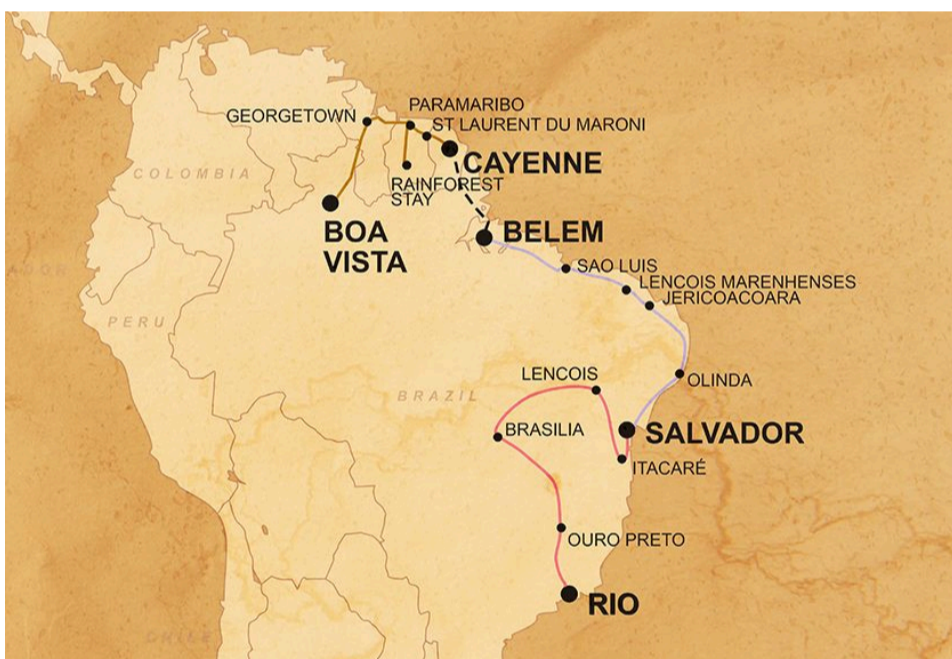 PARAMARIBO
GEORGETOWN
ST LAURENT DU MARONI
CAYENNE
COLOMBIA
RAINFOREST
STAY
BOA
VISTA
BELEM
SAO LUIS
LENCOIS MARENHENSES
JERICOACOARA
PERU
LENCOIS
OLINDA
BRAZIL
BRASILIA
SALVADOR
ITACARÉ
OURO PRETO
RIO
CHILE